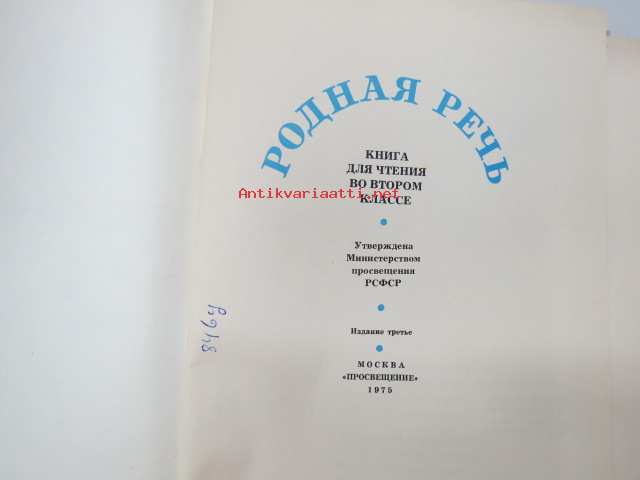 РОДНАЯ РЕЧЬ
КНИГА
ДЛЯ ЧТЕНИЯ
ВО ВТОРОМ
КЛАССЕ
Antikvariaatti.net
Утверждена
Министерством
просвещения
РСФСР
Издание третье
МОСКВА
«ПРОСВЕЩЕНИЕ»
1975